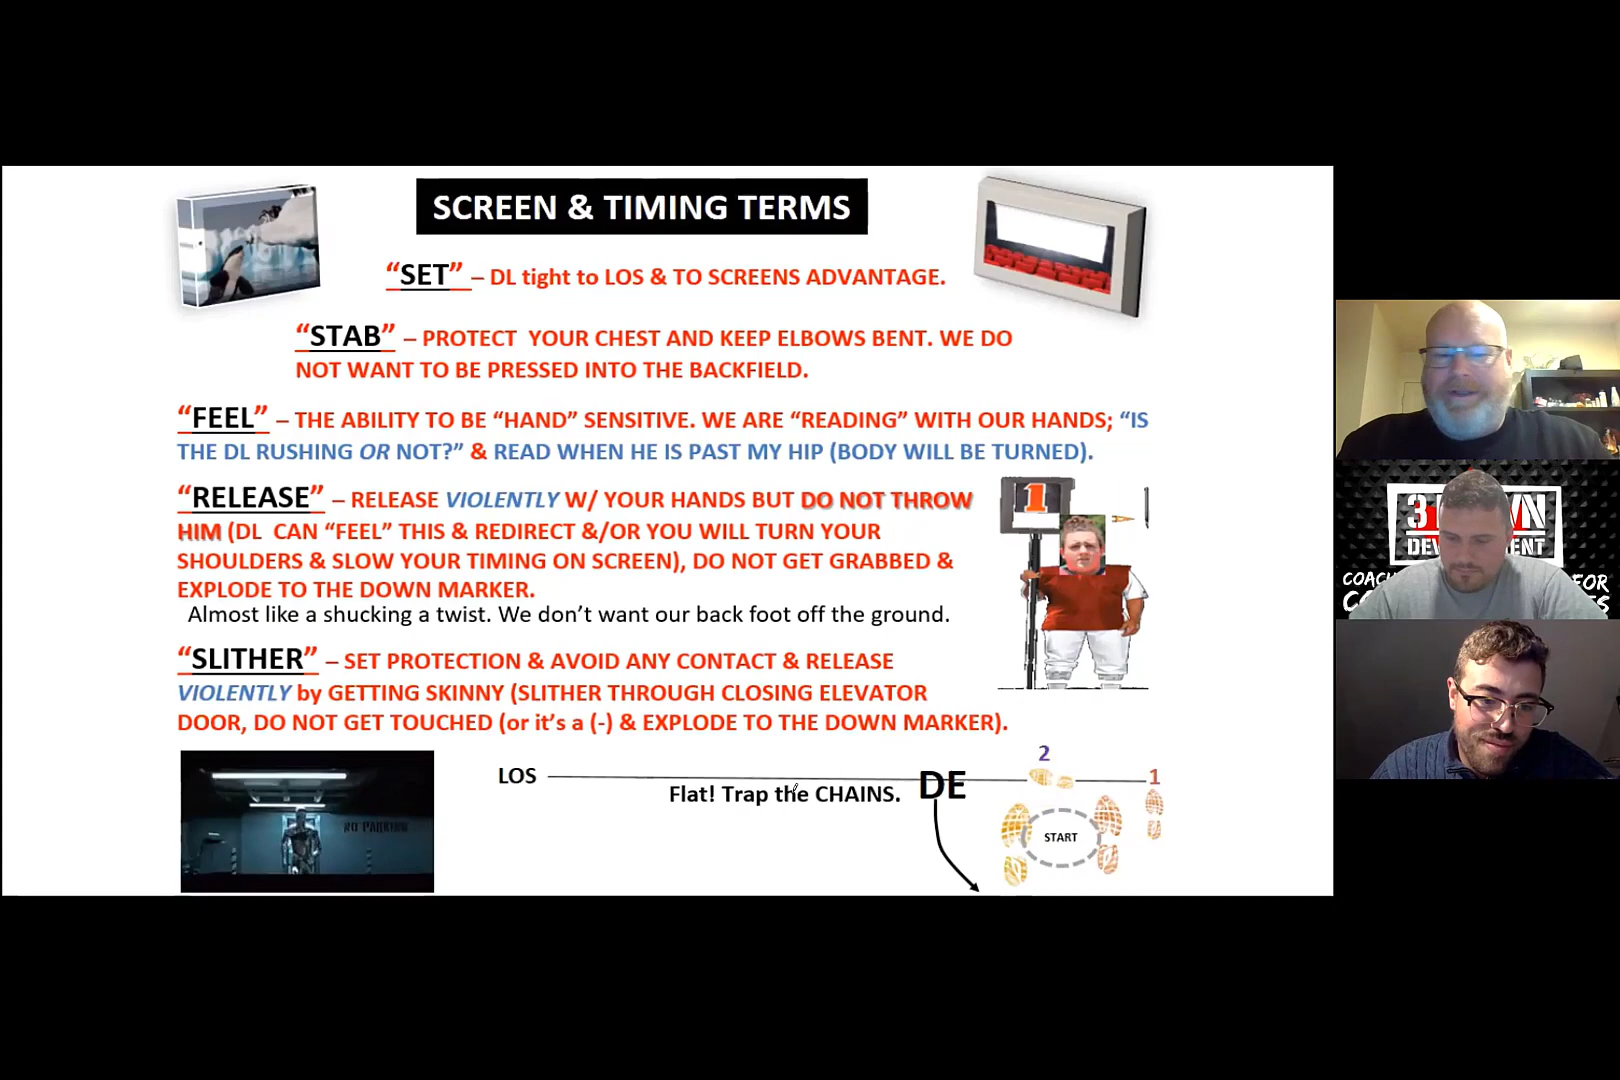 SCREEN & TIMING TERMS
“SET” – DL tight to LOS & TO SCREENS ADVANTAGE.
“STAB” – PROTECT YOUR CHEST AND KEEP ELBOWS BENT. WE DO
NOT WANT TO BE PRESSED INTO THE BACKFIELD.
“FEEL” – THE ABILITY TO BE “HAND” SENSITIVE. WE ARE “READING” WITH OUR HANDS; “IS
THE DL RUSHING OR NOT?” & READ WHEN HE IS PAST MY HIP (BODY WILL BE TURNED).
“RELEASE” – RELEASE VIOLENTLY W/ YOUR HANDS BUT DO NOT THROW
HIM (DL CAN “FEEL” THIS & REDIRECT &/OR YOU WILL TURN YOUR
SHOULDERS & SLOW YOUR TIMING ON SCREEN), DO NOT GET GRABBED &
EXPLODE TO THE DOWN MARKER.
Almost like a shucking a twist. We don’t want our back foot off the ground.
“SLITHER” – SET PROTECTION & AVOID ANY CONTACT & RELEASE
VIOLENTLY by GETTING SKINNY (SLITHER THROUGH CLOSING ELEVATOR
DOOR, DO NOT GET TOUCHED (or it’s a (-) & EXPLODE TO THE DOWN MARKER).
1
NO PARKING
LOS
Flat! Trap the CHAINS.
DE
2
1
START
3
WN
DE
ENT
COAC
FOR